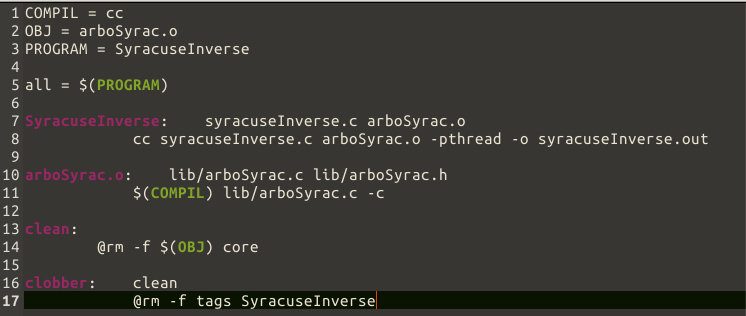 1 COMPIL = cc
2 OBJ = arboSyrac.o
3 PROGRAM = SyracuseInverse
4
5 all = $(PROGRAM)
6
7 SyracuseInverse: syracuseInverse.c arboSyrac.o
8 cc syracuseInverse.c arboSyrac.o -pthread -o syracuseInverse.out
9
10 arboSyrac.o: lib/arboSyrac.c lib/arboSyrac.h
11 $(COMPIL) lib/arboSyrac.c -c
12
13 clean:
14 @rm -f $(OBJ) core
15
16 clobber: clean
17 @rm -f tags SyracuseInverse